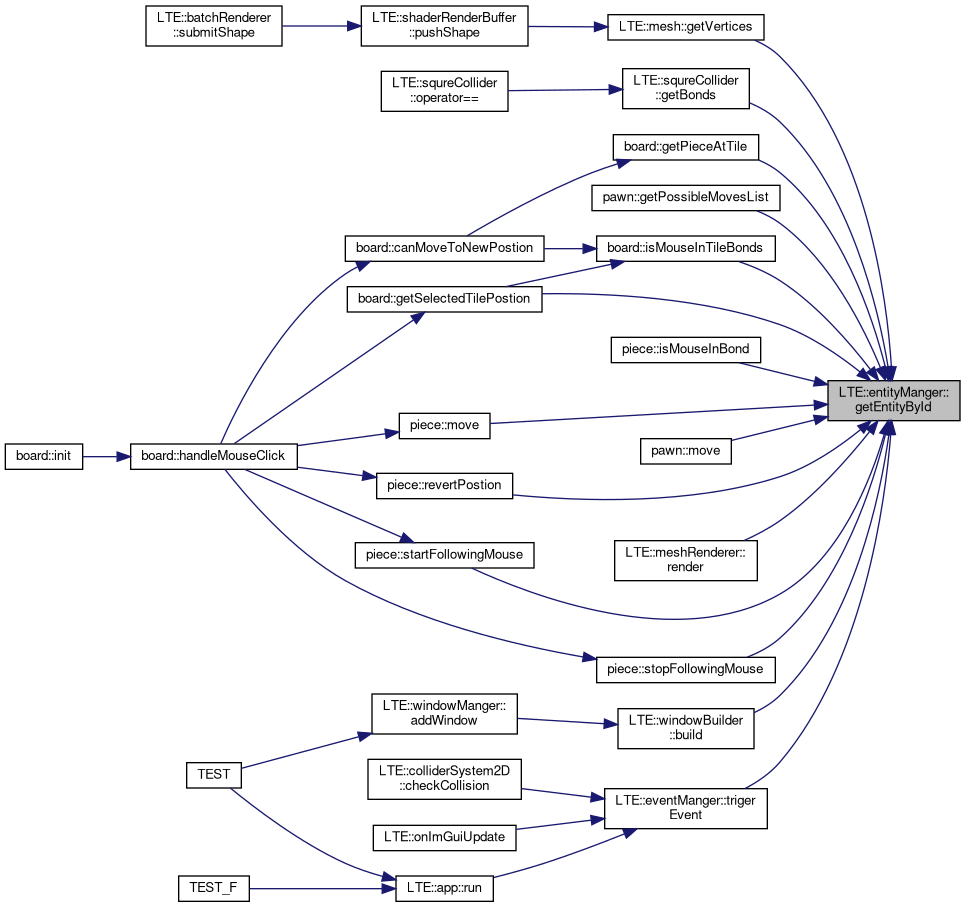 LTE::batchRenderer
::submitShape
LTE::shaderRenderBuffer
::pushShape
LTE::mesh::getVertices
LTE::squreCollider
::operator==
LTE::squreCollider
::getBonds
board::getPieceAtTile
pawn::getPossibleMovesList
board::canMoveToNewPostion
board::isMouseInTileBonds
board::getSelectedTilePostion
piece::isMouseInBond
LTE::entityManger::
getEntityById
piece::move
board::init
board::handleMouseClick
pawn::move
piece::revertPostion
piece::startFollowingMouse
LTE::meshRenderer::
render
piece::stopFollowingMouse
LTE::windowManger::
addWindow
LTE::windowBuilder
::build
TEST
LTE::colliderSystem2D
::checkCollision
LTE::eventManger::triger
Event
LTE::onImGuiUpdate
TEST_F
LTE::app::run